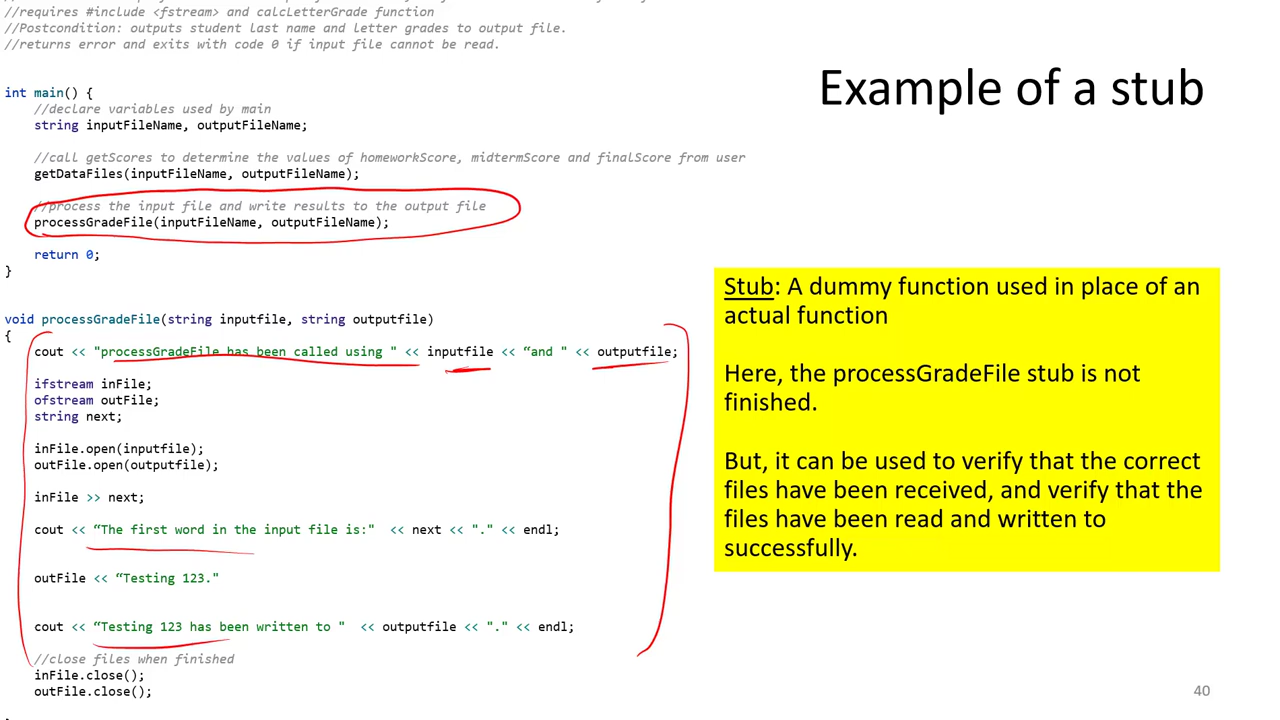 //requires #include <fstream> and calcLetterGrade function
//Postcondition: outputs student last name and letter grades to output file.
//returns error and exits with code 0 if input file cannot be read.
int main() {
//declare variables used by main
string inputFileName, outputFileName;
//call getScores to determine the values of homeworkScore, midtermScore and finalScore from user
getDataFiles(inputFileName, outputFileName);
//process the input file and write results to the output file
processGradeFile(inputFileName, outputFileName);
return 0;
}
void processGradeFile(string inputfile, string outputfile)
{
cout << "processGradeFile has been called using " << inputfile << “and " << outputfile;
ifstream inFile;
ofstream outFile;
string next;
inFile.open(inputfile);
outFile.open(outputfile);
inFile >> next;
cout << “The first word in the input file is:" << next << "." << endl;
outFile << “Testing 123."
cout << “Testing 123 has been written to " << outputfile << "." << endl;
//close files when finished
inFile.close();
outFile.close();
Example of a stub
Stub: A dummy function used in place of an
actual function
Here, the processGradeFile stub is not
finished.
But, it can be used to verify that the correct
files have been received, and verify that the
files have been read and written to
successfully.
40